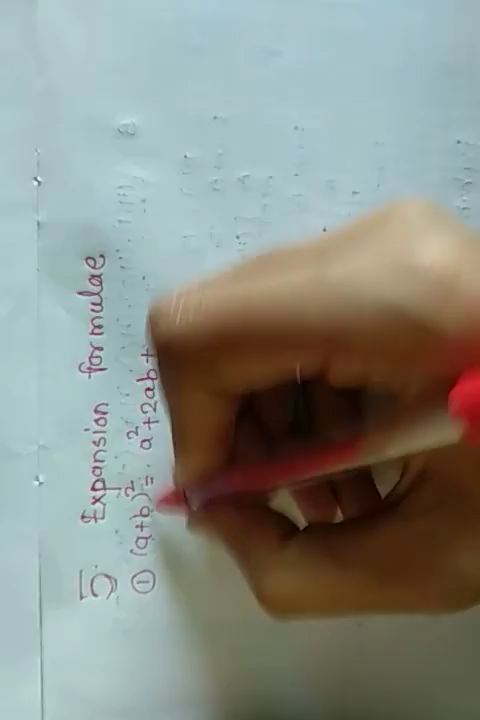 5. Expansion formulae
① (a+b)² = a²+2ab+